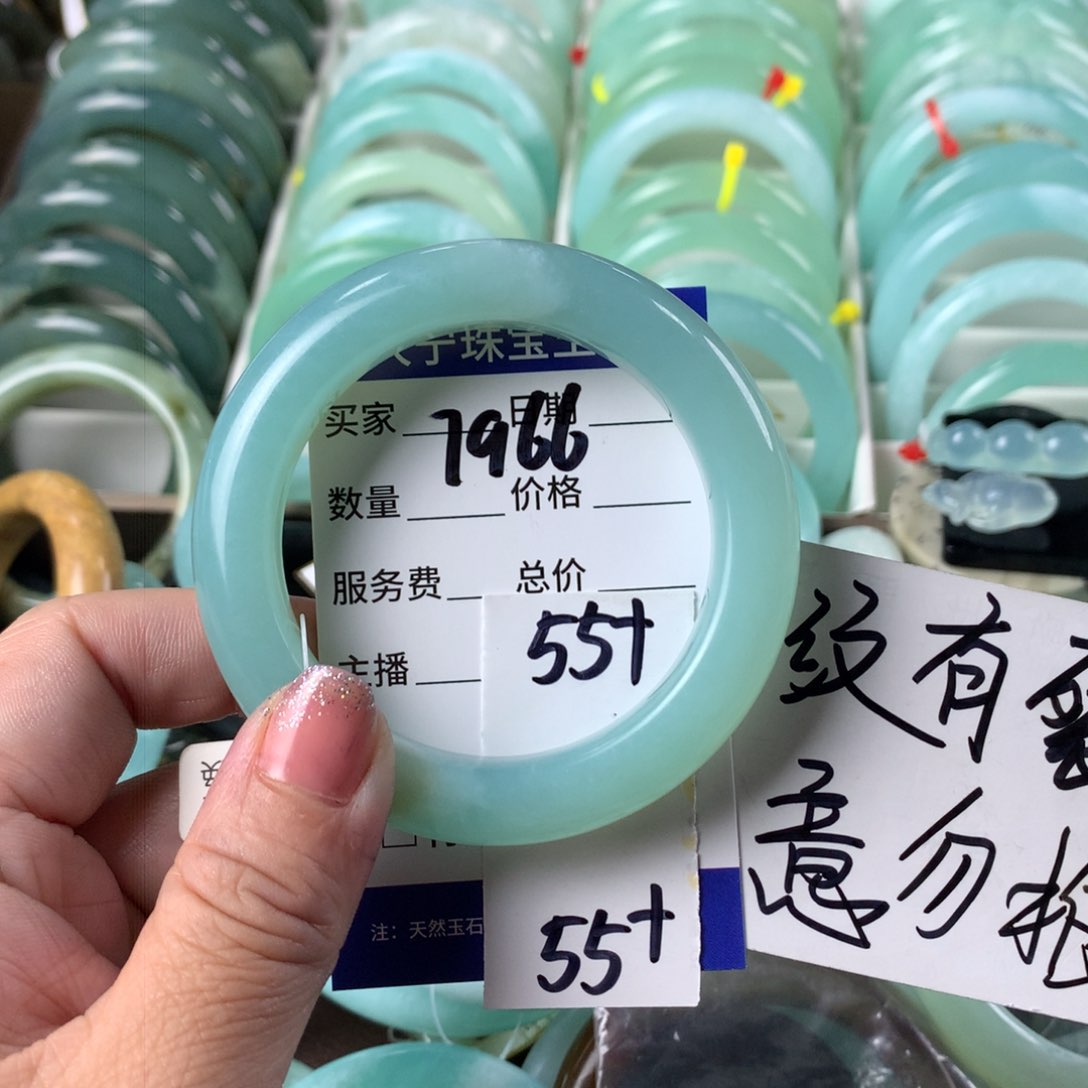 宁珠宝
买家 日期
7966
数量 价格
服务费 总价
55+
主播
纹有
意勿
注:天然玉石
55+